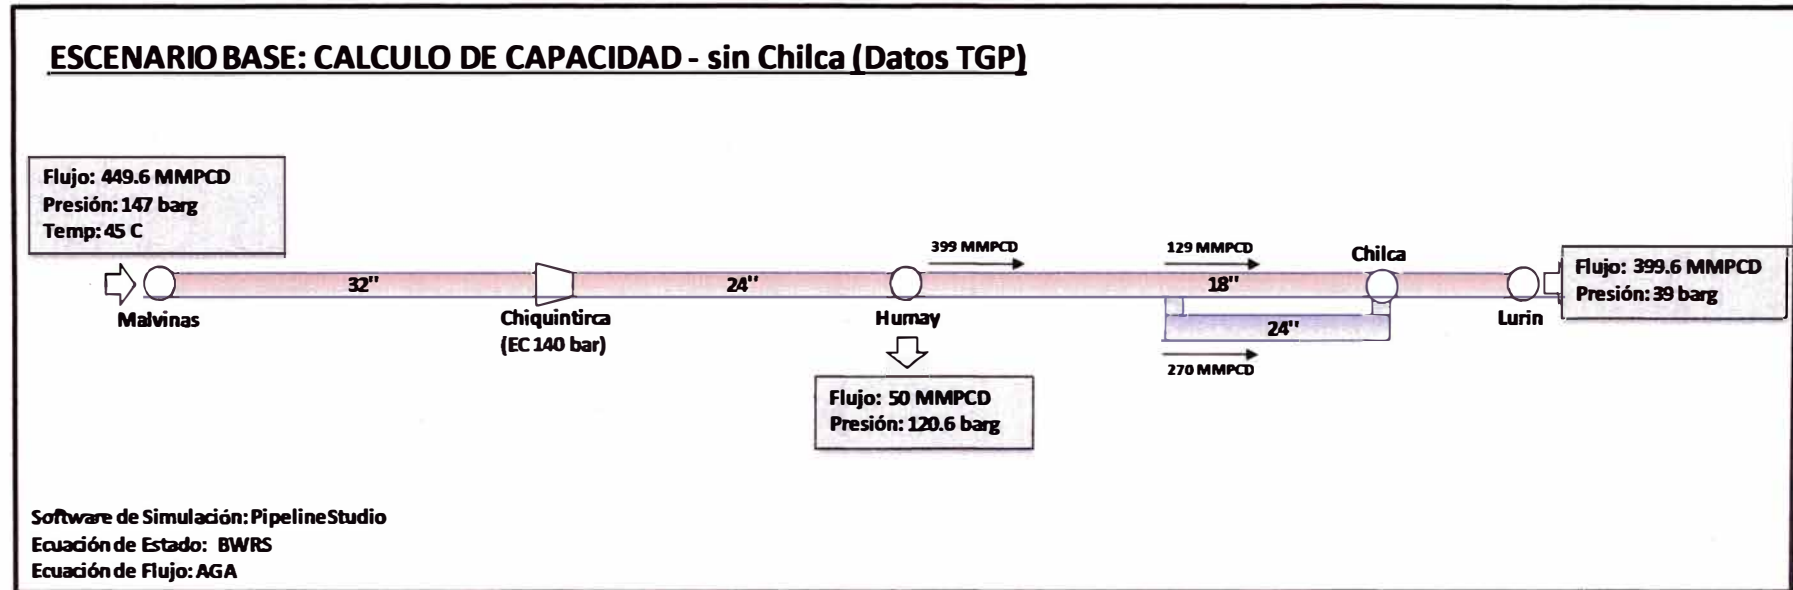 ESCENARIO BASE: CALCULO DE CAPACIDAD - sin Chilca (Datos TGP)
Flujo: 449.6 MMPCD
Presión: 147 barg
Temp: 45 C
399 MMPCD
129 MMPCD
Chilca
Flujo: 399.6 MMPCD
Presión: 39 barg
32''
24''
18''
Malvinas
Chiquintirca
(EC 140 bar)
Humay
24''
Lurin
270 MMPCD
Flujo: 50 MMPCD
Presión: 120.6 barg
Software de Simulación: PipelineStudio
Ecuación de Estado: BWRS
Ecuación de Flujo: AGA